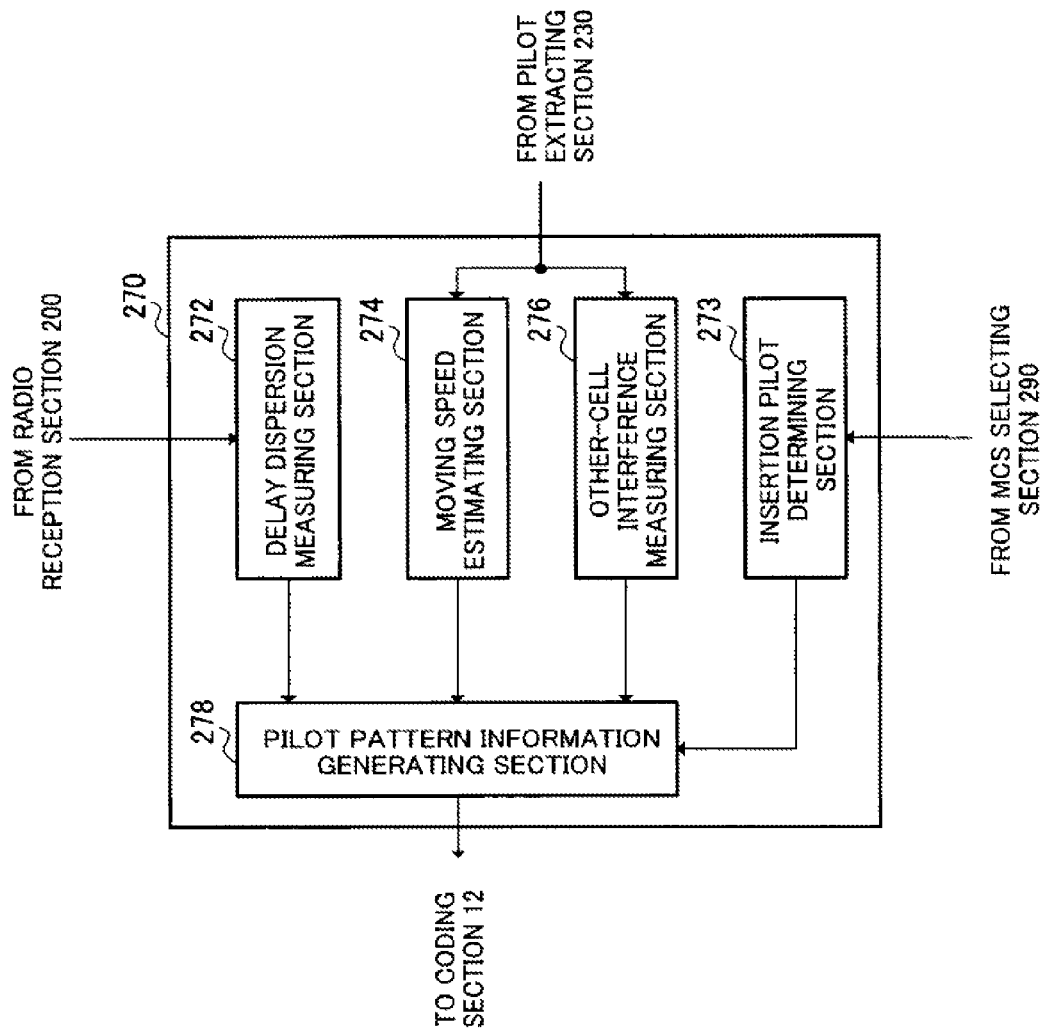 FROM RADIO
RECEPTION SECTION 200
270
272
DELAY DISPERSION
MEASURING SECTION
274
MOVING SPEED
ESTIMATING SECTION
276
OTHER-CELL
INTERFERENCE
MEASURING SECTION
273
INSERTION PILOT
DETERMINING
SECTION
278
PILOT PATTERN INFORMATION
GENERATING SECTION
FROM PILOT
EXTRACTING
SECTION 230
FROM MCS SELECTING
SECTION 290
TO CODING
SECTION 12